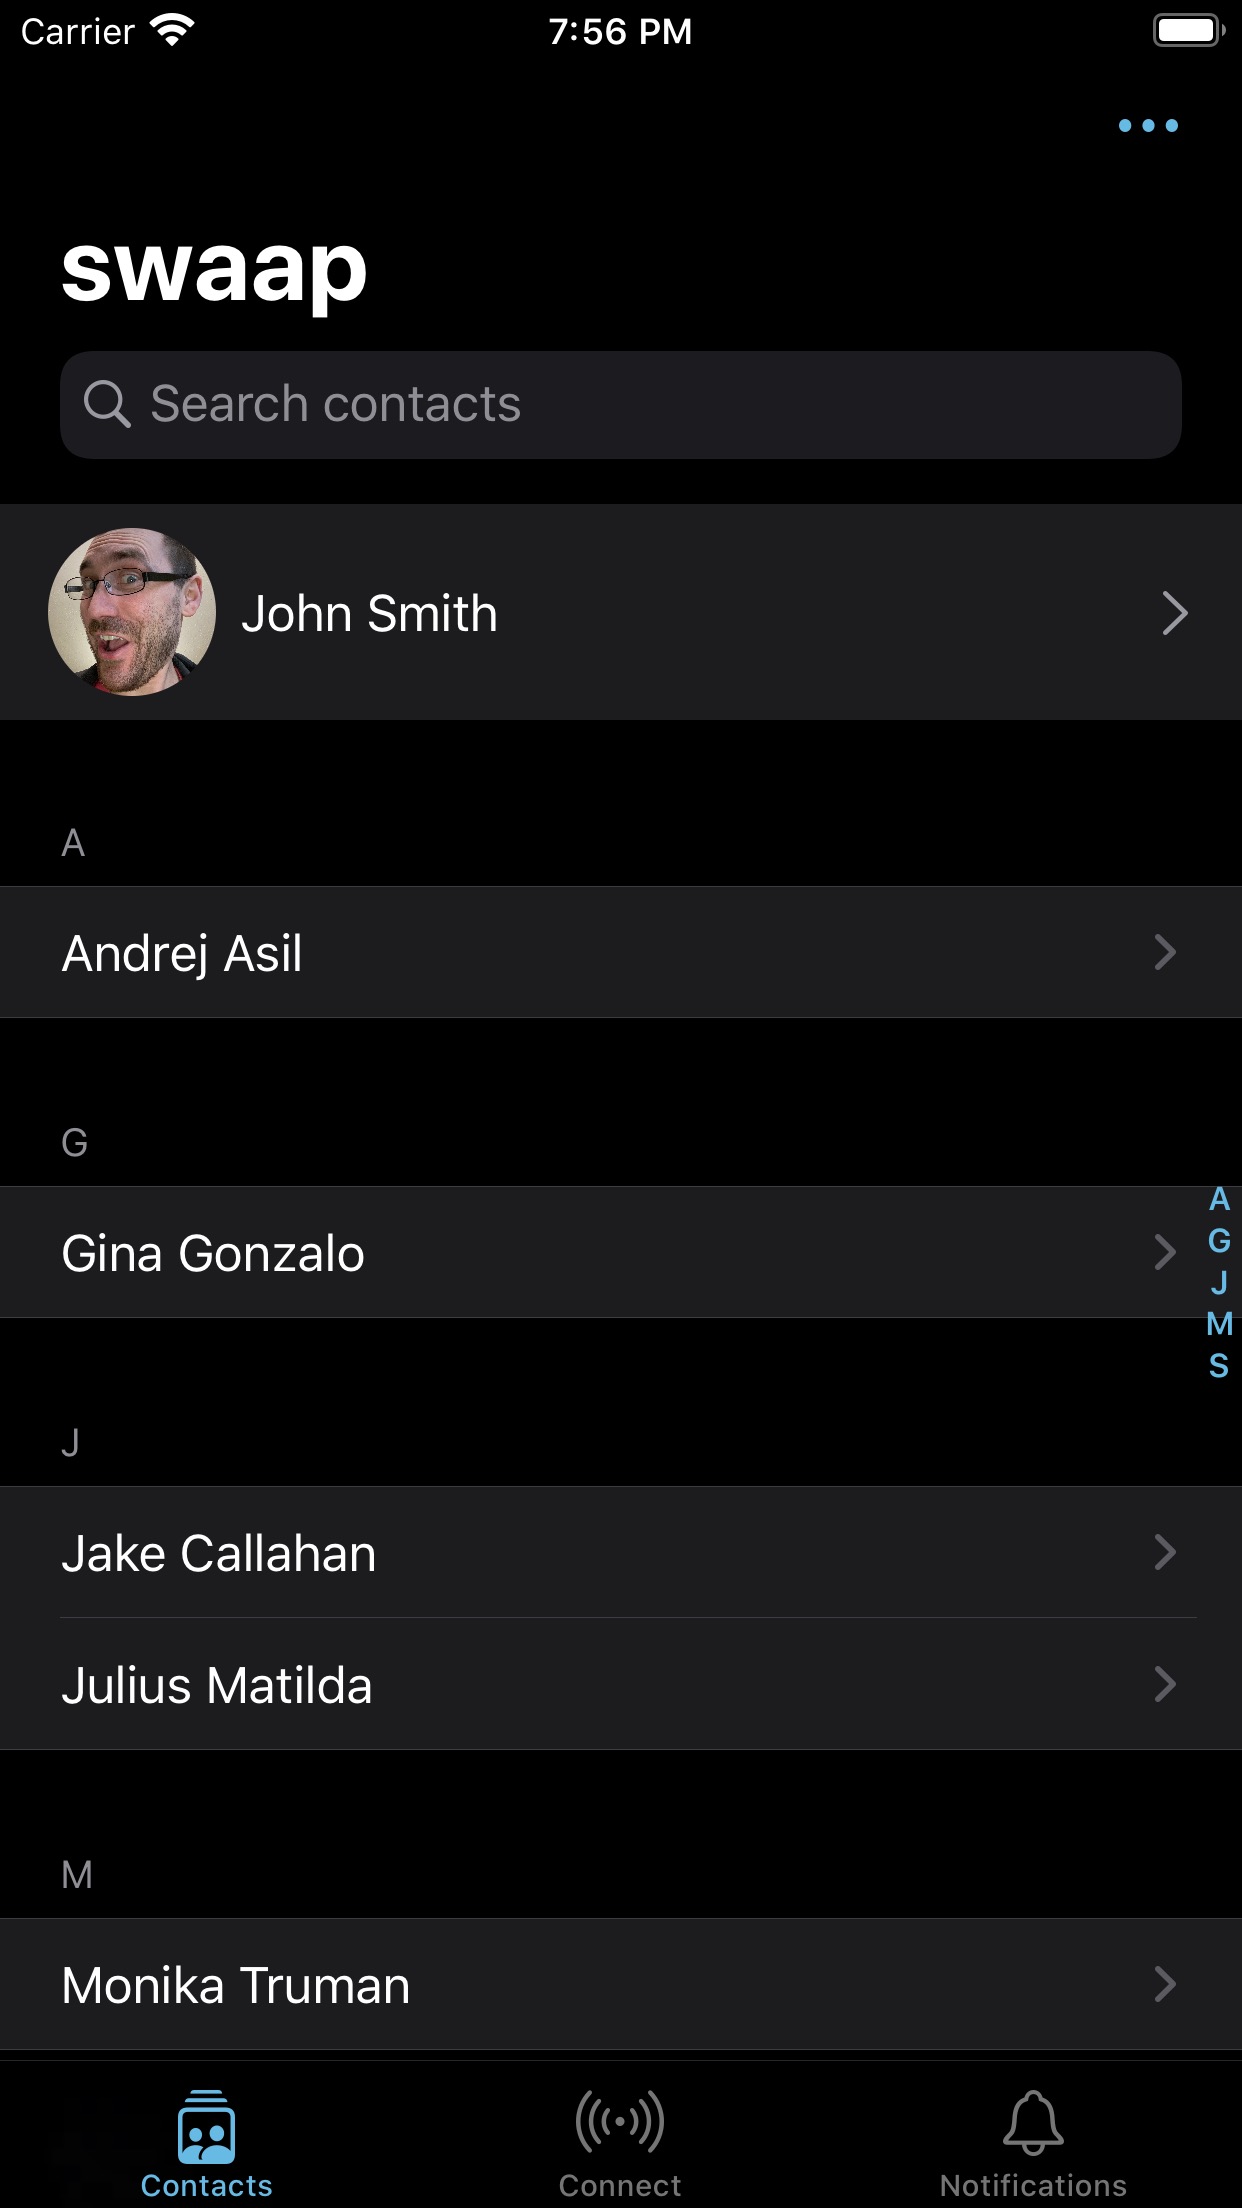 Carrier 7:56 PM
swaap
Search contacts
John Smith
A
Andrej Asil
G
Gina Gonzalo
A
G
J
M
S
J
Jake Callahan
Julius Matilda
M
Monika Truman
Contacts Connect Notifications